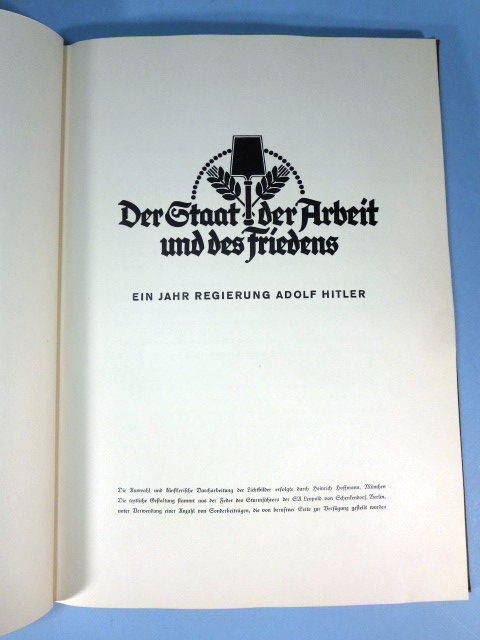 Der Staat der Arbeit
und des Friedens
EIN JAHR REGIERUNG ADOLF HITLER
Die Auswahl und künstlerische Durcharbeitung der Lichtbilder erfolgte durch Heinrich Hoffmann, München
Die textliche Gestaltung stammt aus der Feder des Sturmführers der SA Leopold von Schenkendorf, Berlin,
unter Verwendung einer Anzahl von Sonderbeiträgen, die von berufener Seite zur Verfügung gestellt wurden